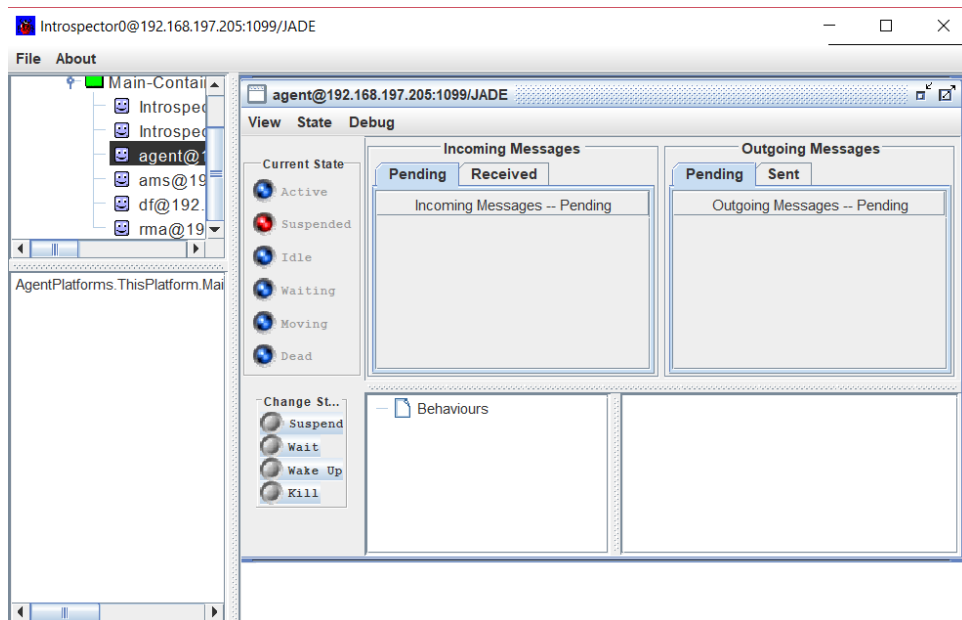 Introspector0@192.168.197.205:1099/JADE
File About
Main-Contai
Introspec
Introspec
agent@1
ams@19
df@192.
rma@19
AgentPlatforms.ThisPlatform.Mai
agent@192.168.197.205:1099/JADE
View State Debug
Current State
Active
Suspended
Idle
Waiting
Moving
Dead
Incoming Messages
Pending Received
Incoming Messages -- Pending
Outgoing Messages
Pending Sent
Outgoing Messages -- Pending
Change St...
Suspend
Wait
Wake Up
Kill
Behaviours